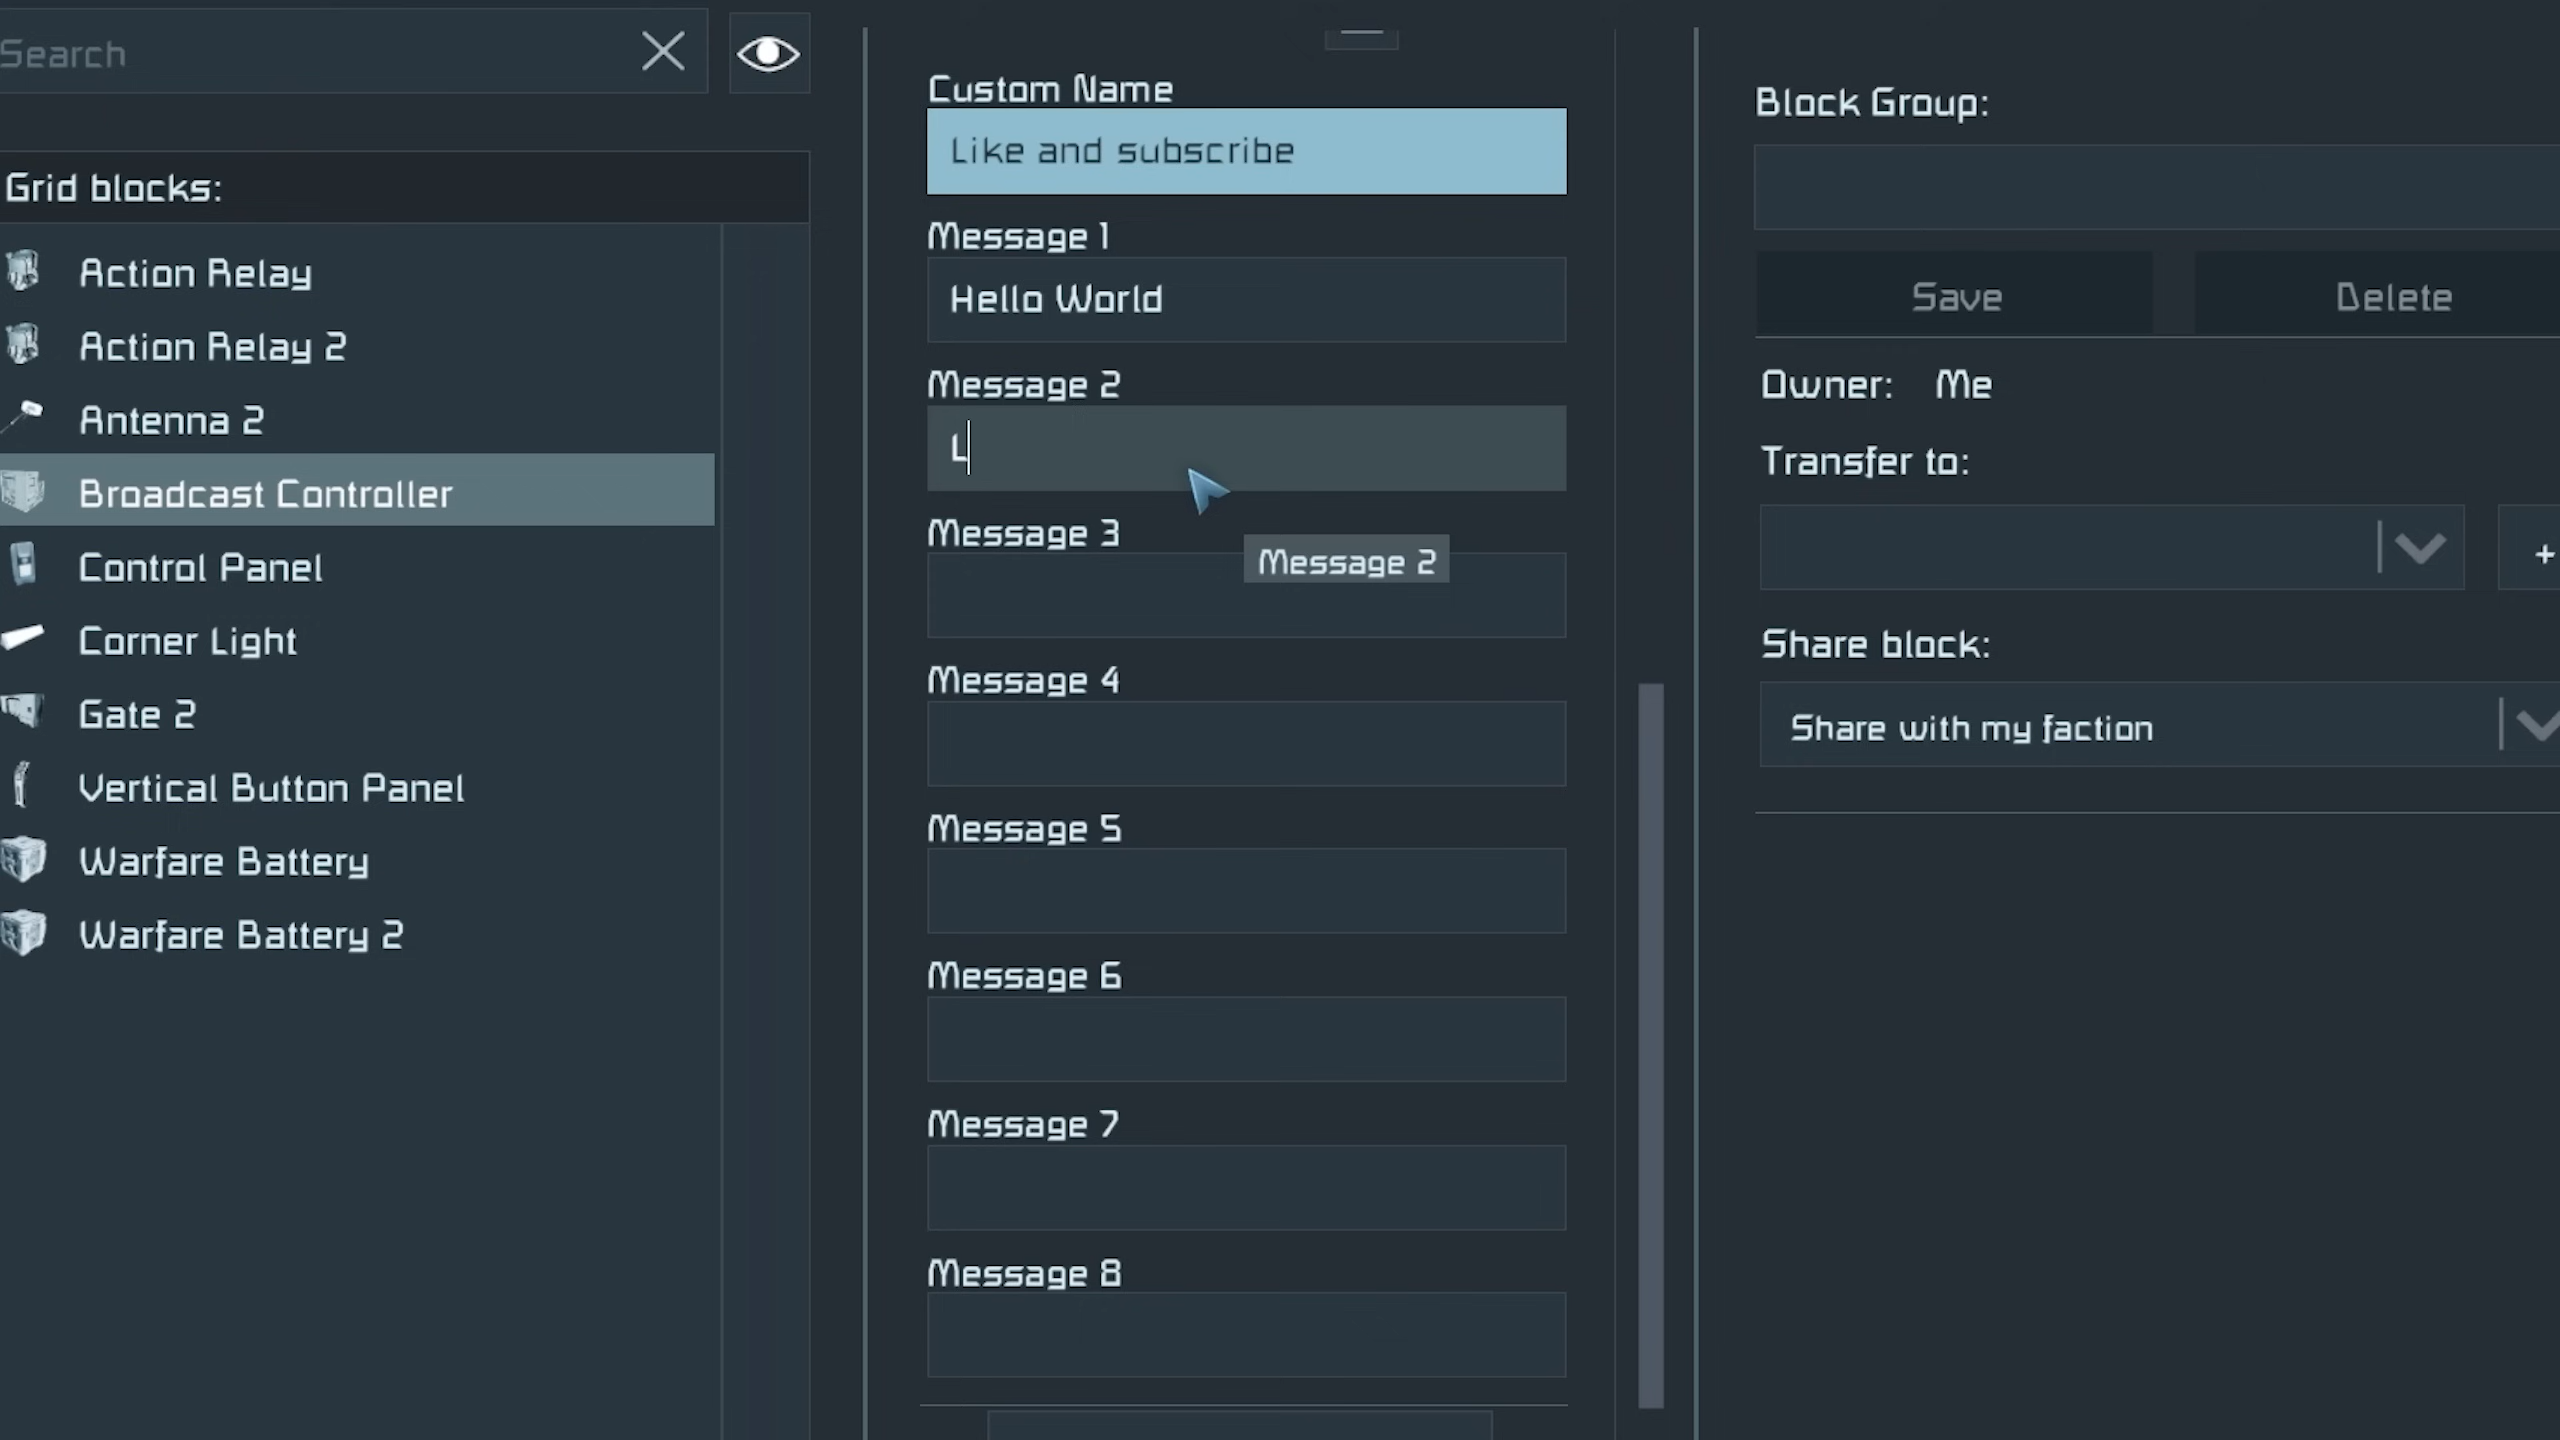 Search
Grid blocks:
Action Relay
Action Relay 2
Antenna 2
Broadcast Controller
Control Panel
Corner Light
Gate 2
Vertical Button Panel
Warfare Battery
Warfare Battery 2
Custom Name
Like and subscribe
Message 1
Hello World
Message 2
L
Message 2
Message 3
Message 4
Message 5
Message 6
Message 7
Message 8
Block Group:
Save
Delete
Owner: Me
Transfer to:
+
Share block:
Share with my faction